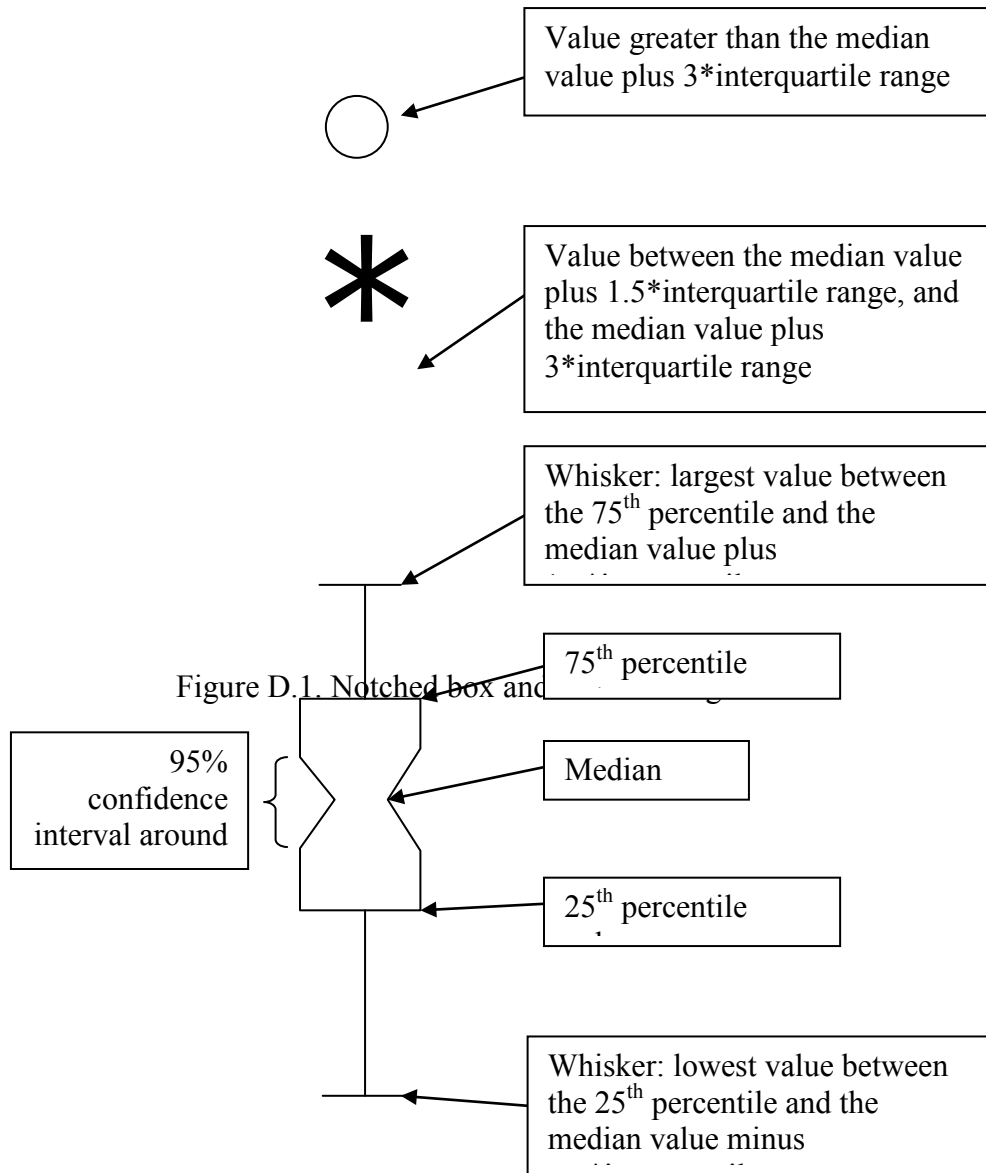 Value greater than the median
value plus 3*interquartile range
Value between the median value
plus 1.5*interquartile range, and
the median value plus
3*interquartile range
Whisker: largest value between
the 75th percentile and the
median value plus
75th percentile
Figure D.1. Notched box and
95%
confidence
interval around
Median
25th percentile
Whisker: lowest value between
the 25th percentile and the
median value minus